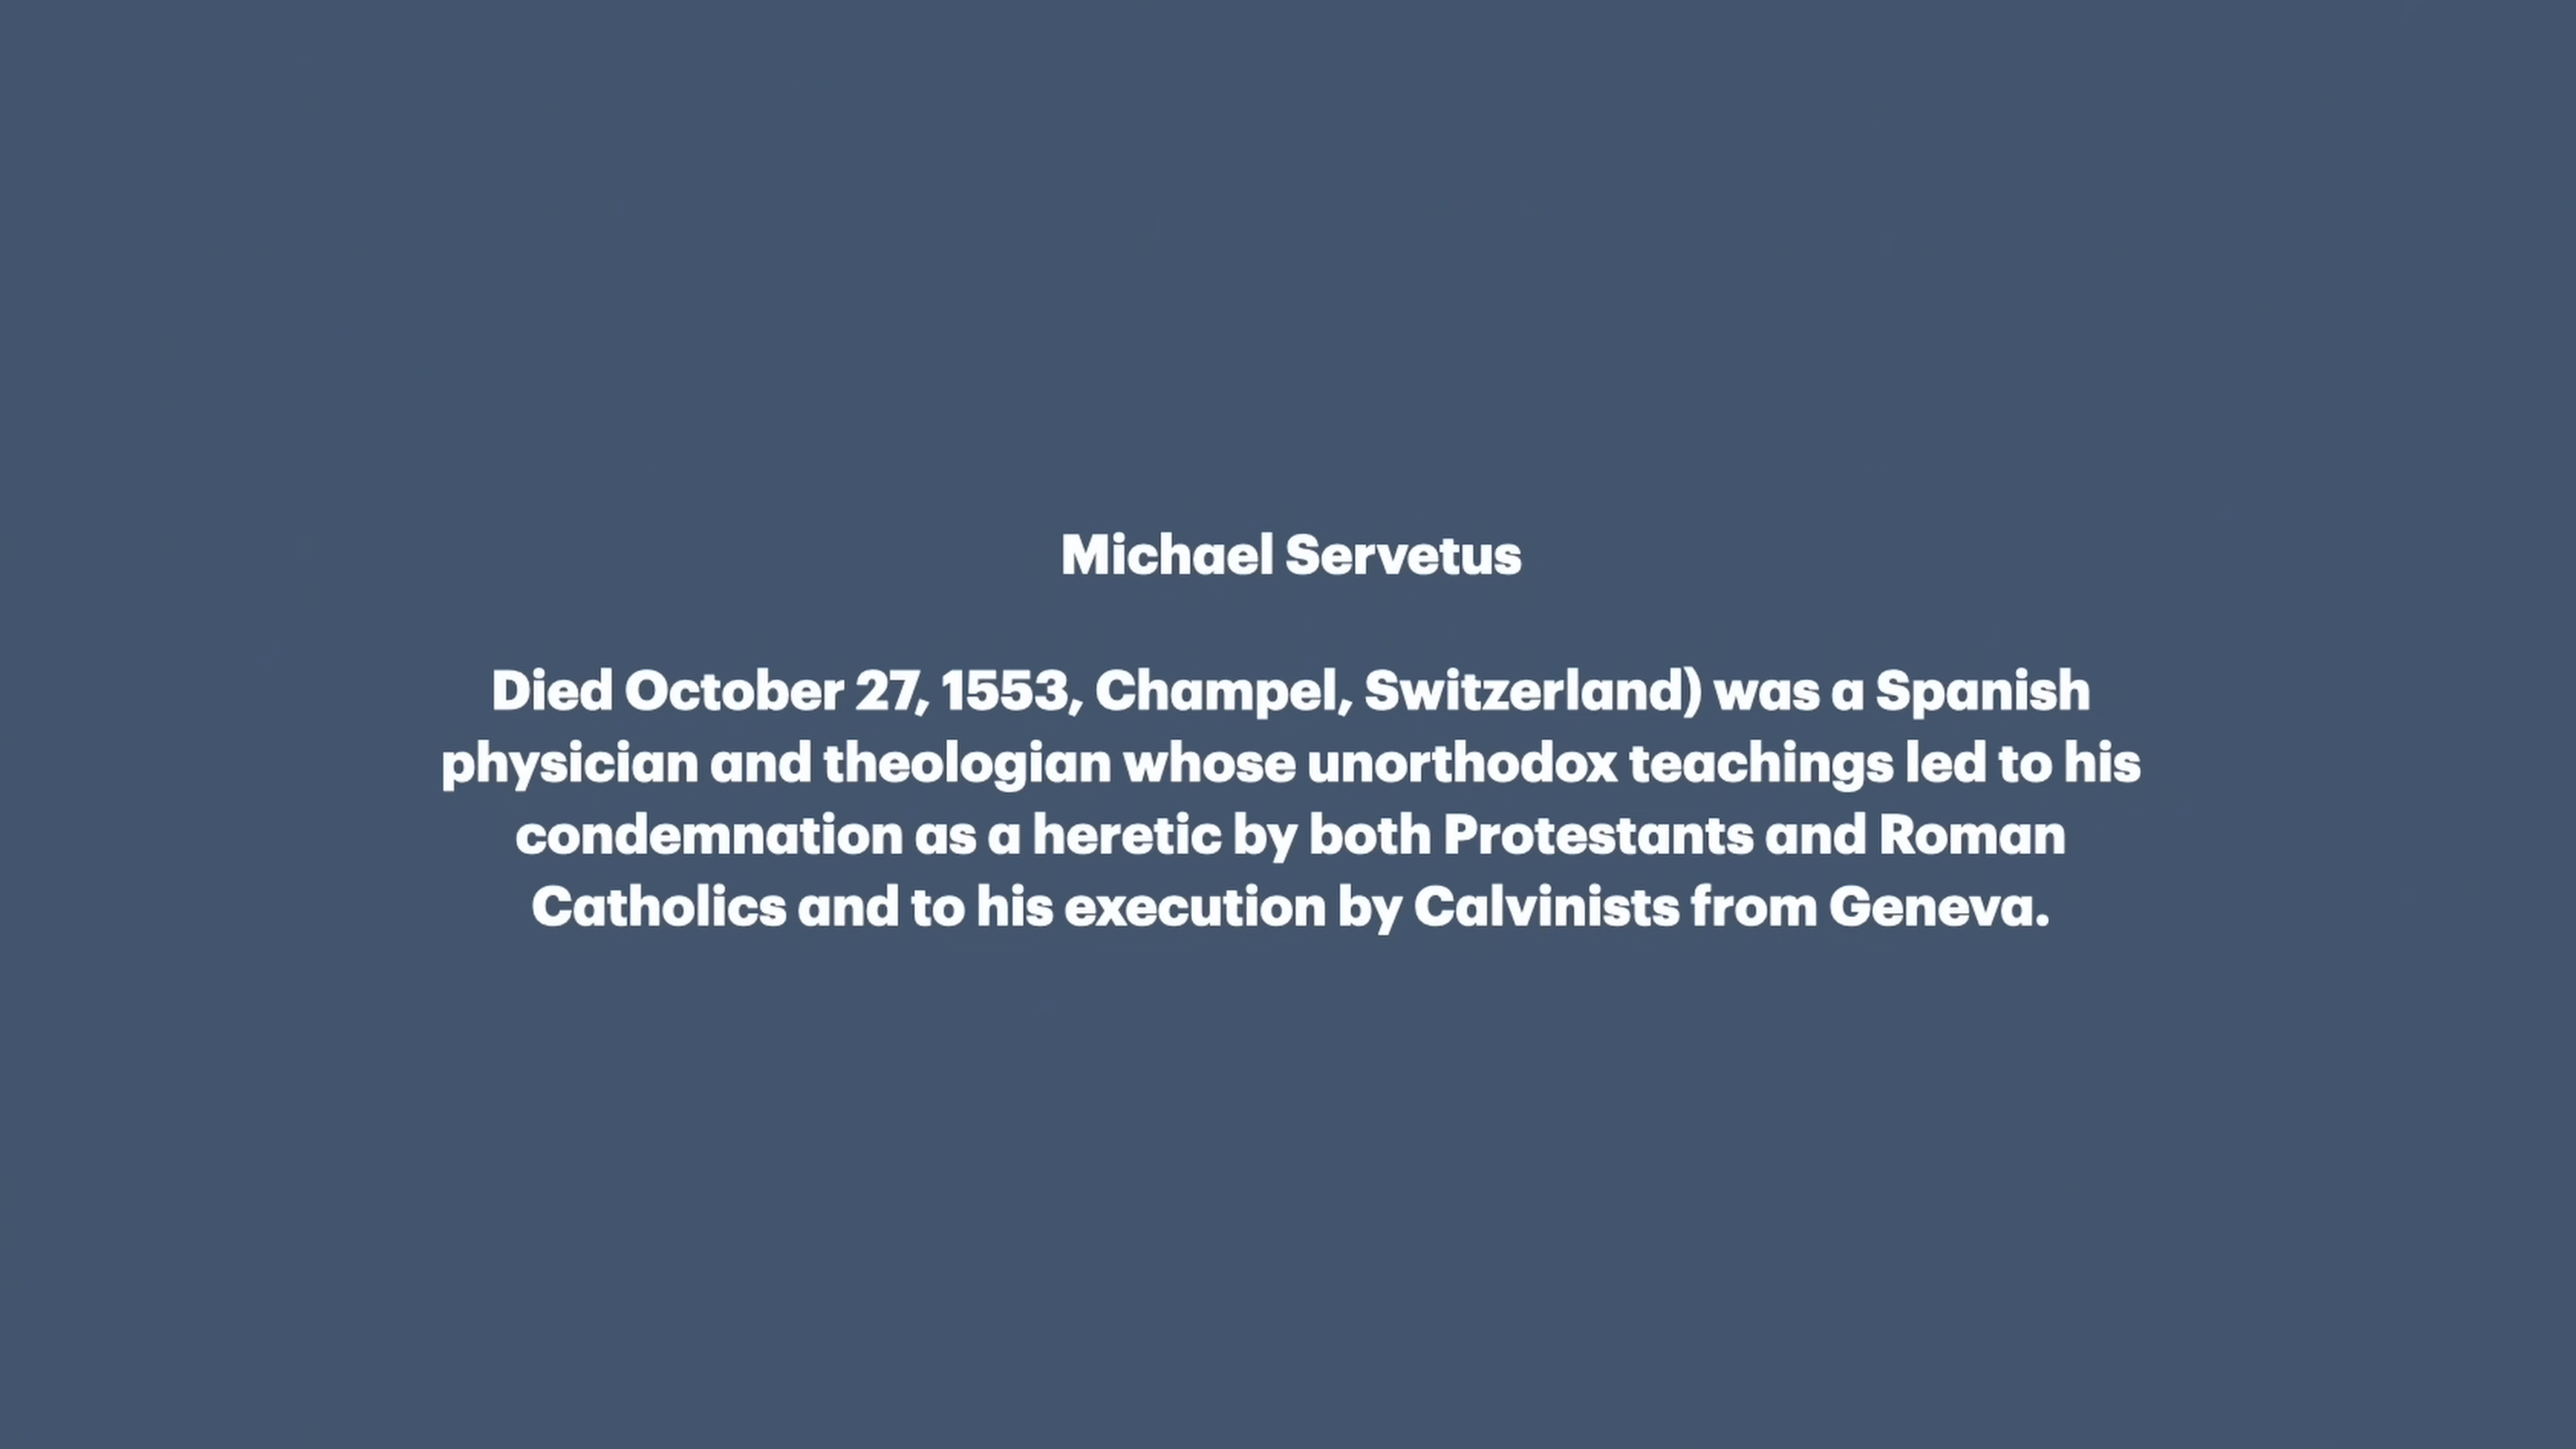 Michael Servetus
Died October 27, 1553, Champel, Switzerland) was a Spanish
physician and theologian whose unorthodox teachings led to his
condemnation as a heretic by both Protestants and Roman
Catholics and to his execution by Calvinists from Geneva.